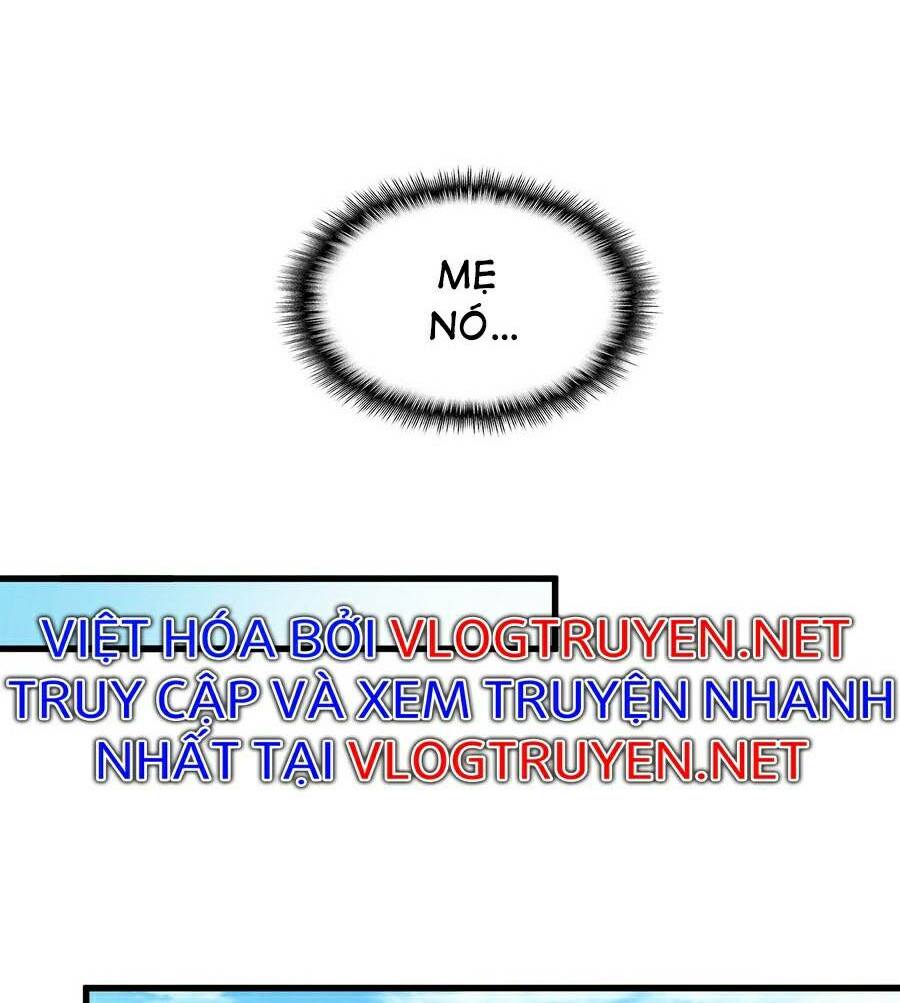 MẸ
NÓ...
VIỆT HÓA BỞI VLOGTRUYEN.NET
TRUY CẬP VÀ XEM TRUYỆN NHANH
NHẤT TẠI VLOGTRUYEN.NET